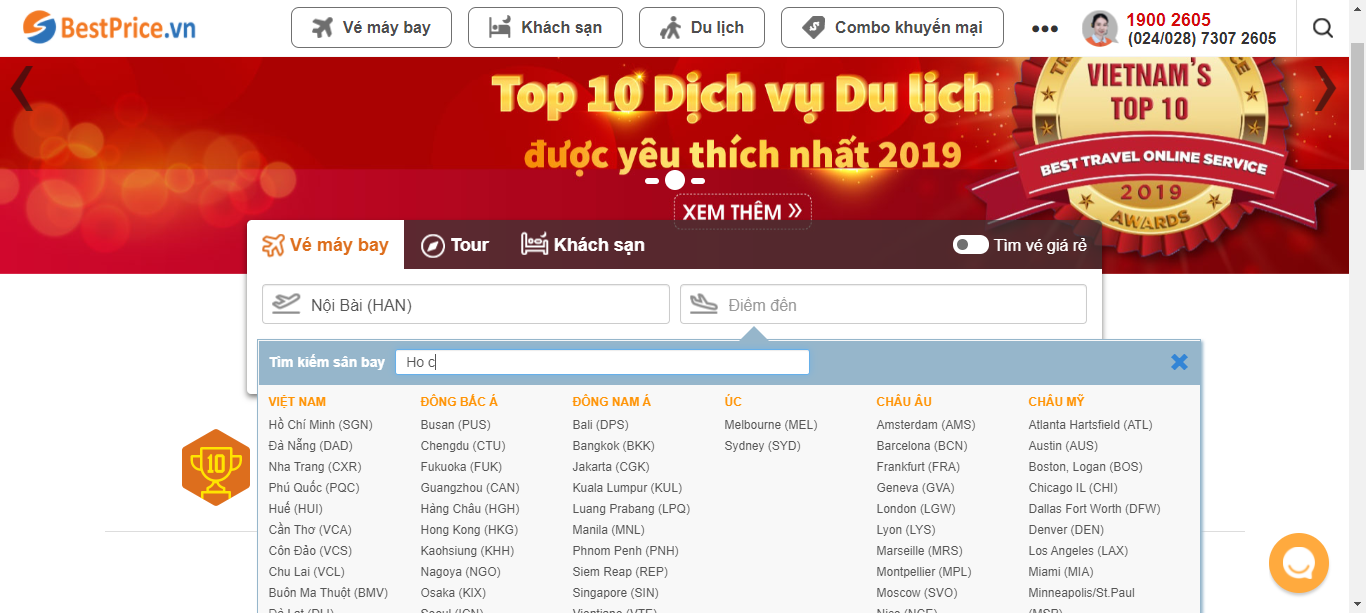 BestPrice.vn
Vé máy bay
Khách sạn
Du lịch
Combo khuyến mại
1900 2605
(024/028) 7307 2605
Top 10 Dịch vụ Du lịch
được yêu thích nhất 2019
XEM THÊM »
VIETNAM'S
TOP 10
BEST TRAVEL ONLINE SERVICE
2019
AWARDS
Vé máy bay
Tour
Khách sạn
Tìm vé giá rẻ
Nội Bài (HAN)
Điểm đến
Tìm kiếm sân bay
Ho c
VIỆT NAM
Hồ Chí Minh (SGN)
Đà Nẵng (DAD)
Nha Trang (CXR)
Phú Quốc (PQC)
Huế (HUI)
Cần Thơ (VCA)
Côn Đảo (VCS)
Chu Lai (VCL)
Buôn Ma Thuột (BMV)
ĐÔNG BẮC Á
Busan (PUS)
Chengdu (CTU)
Fukuoka (FUK)
Guangzhou (CAN)
Hàng Châu (HGH)
Hong Kong (HKG)
Kaohsiung (KHH)
Nagoya (NGO)
Osaka (KIX)
ĐÔNG NAM Á
Bali (DPS)
Bangkok (BKK)
Jakarta (CGK)
Kuala Lumpur (KUL)
Luang Prabang (LPQ)
Manila (MNL)
Phnom Penh (PNH)
Siem Reap (REP)
Singapore (SIN)
ÚC
Melbourne (MEL)
Sydney (SYD)
CHÂU ÂU
Amsterdam (AMS)
Barcelona (BCN)
Frankfurt (FRA)
Geneva (GVA)
London (LGW)
Lyon (LYS)
Marseille (MRS)
Montpellier (MPL)
Moscow (SVO)
CHÂU MỸ
Atlanta Hartsfield (ATL)
Austin (AUS)
Boston, Logan (BOS)
Chicago IL (CHI)
Dallas Fort Worth (DFW)
Denver (DEN)
Los Angeles (LAX)
Miami (MIA)
Minneapolis/St.Paul
10